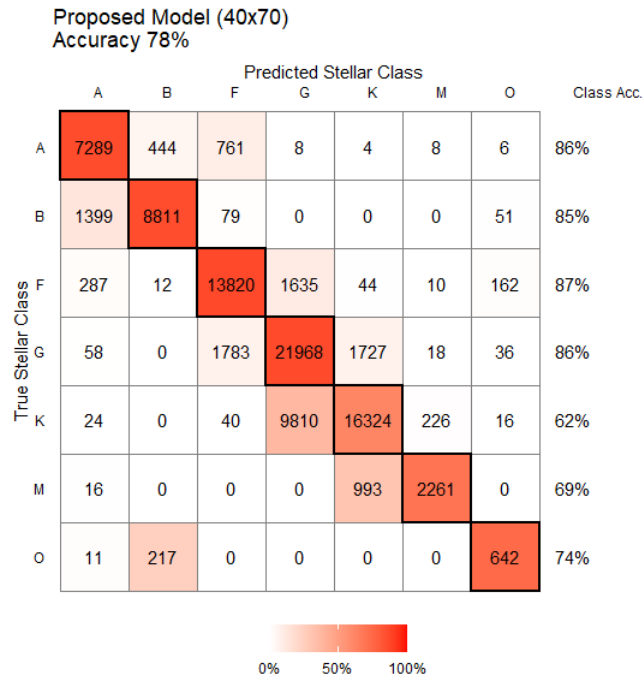 Proposed Model (40x70)
Accuracy 78%
Predicted Stellar Class
A B F G K M O Class Acc.
A 7289 444 761 8 4 8 6 86%
B 1399 8811 79 0 0 0 51 85%
F 287 12 13820 1635 44 10 162 87%
True Stellar Class
G 58 0 1783 21968 1727 18 36 86%
K 24 0 40 9810 16324 226 16 62%
M 16 0 0 0 993 2261 0 69%
O 11 217 0 0 0 0 642 74%
0% 50% 100%